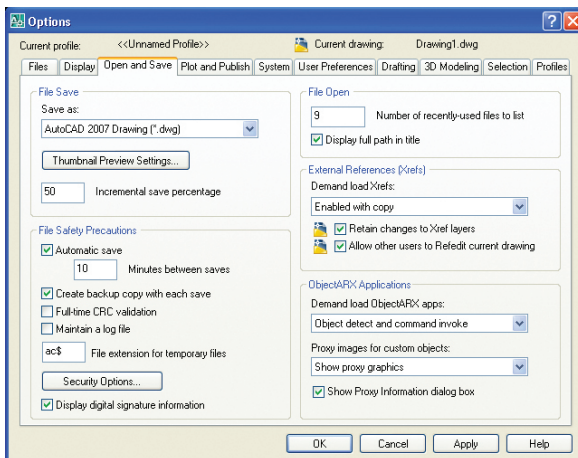 Options
Current profile: <<Unnamed Profile>> Current drawing: Drawing1.dwg
Files Display Open and Save Plot and Publish System User Preferences Drafting 3D Modeling Selection Profiles
File Save
Save as:
AutoCAD 2007 Drawing (*.dwg)
Thumbnail Preview Settings...
50 Incremental save percentage
File Safety Precautions
Automatic save
10 Minutes between saves
Create backup copy with each save
Full-time CRC validation
Maintain a log file
ac$ File extension for temporary files
Security Options...
Display digital signature information
File Open
9 Number of recently-used files to list
Display full path in title
External References (Xrefs)
Demand load Xrefs:
Enabled with copy
Retain changes to Xref layers
Allow other users to Refedit current drawing
ObjectARX Applications
Demand load ObjectARX apps:
Object detect and command invoke
Proxy images for custom objects:
Show proxy graphics
Show Proxy Information dialog box
OK Cancel Apply Help